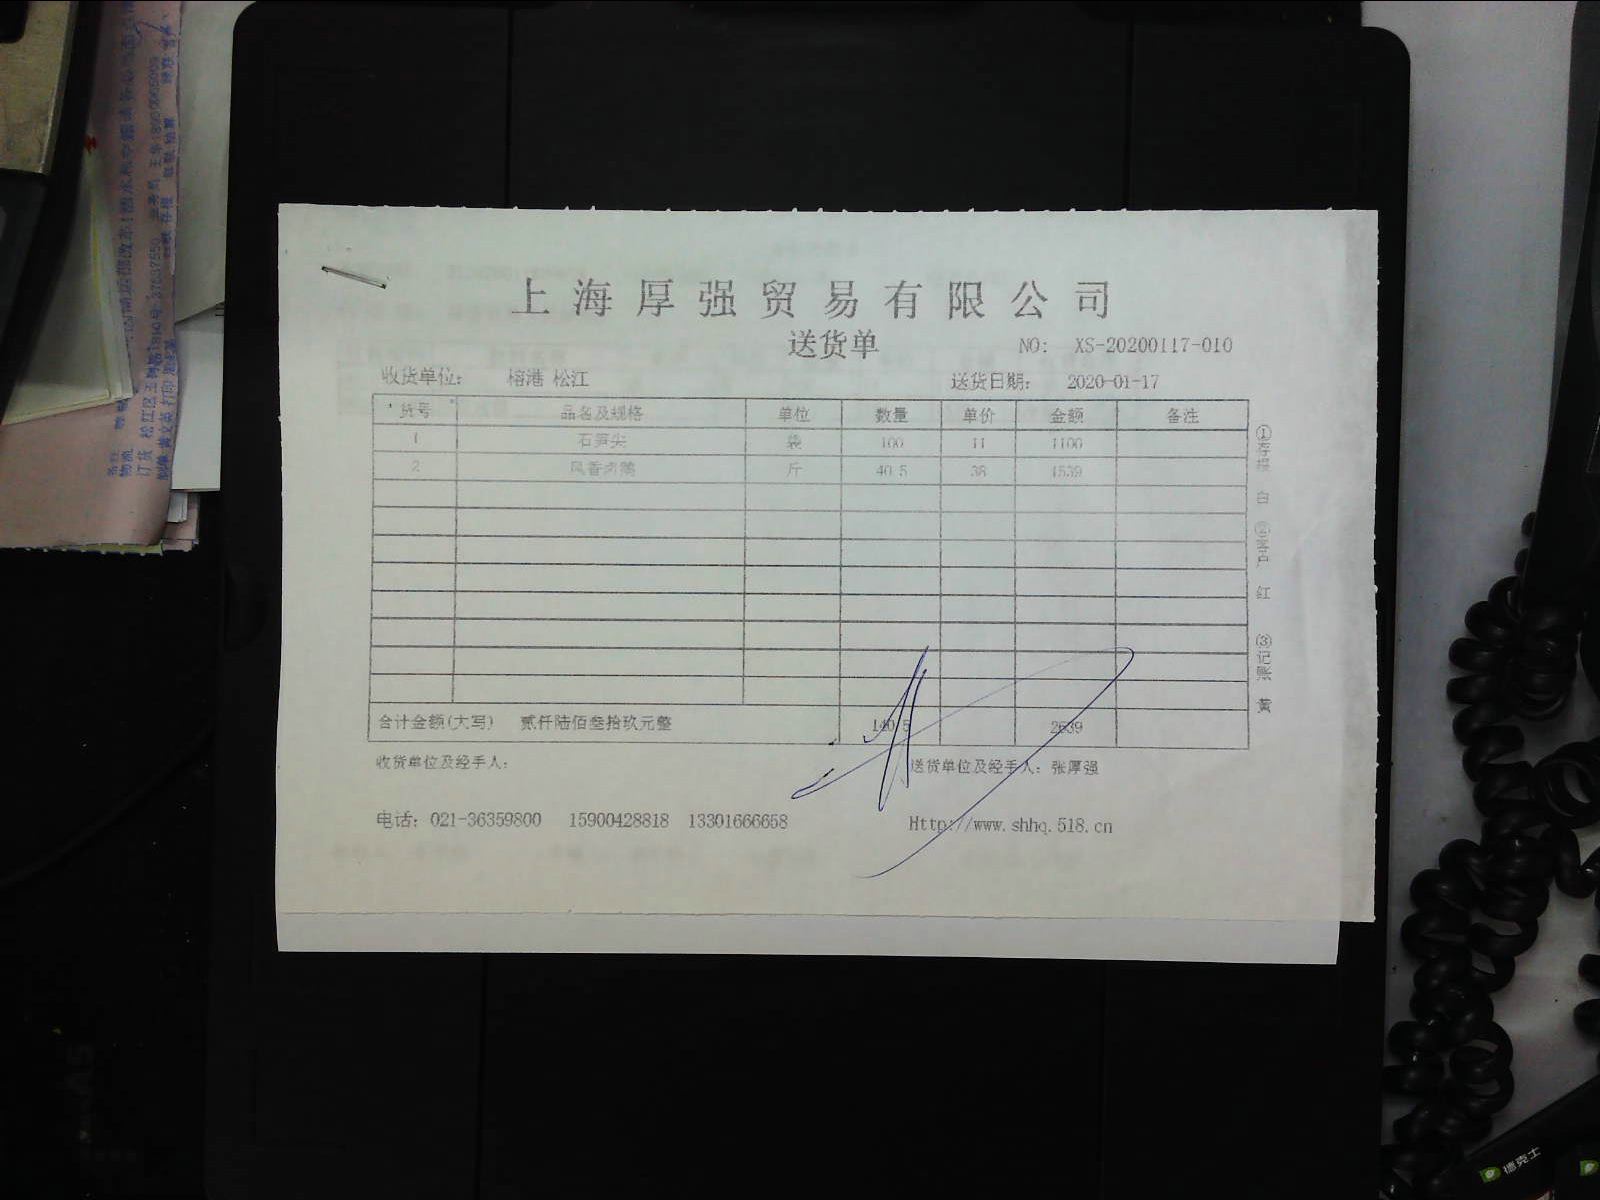 上海厚强贸易有限公司
送货单
NO: XS-20200117-010
收货单位: 榕港 松江
送货日期: 2020-01-17
货号 品名及规格 单位 数量 单价 金额 备注
1 石笋尖 袋 100 11 1100
2 风香卤鹅 斤 40.5 38 1539
合计金额(大写) 贰仟陆佰叁拾玖元整 140.5 2639
收货单位及经手人:
送货单位及经手人: 张厚强
电话: 021-36359800 15900428818 13301666658
Http://www.shhq.518.cn
①存根 白 ②客户 红 ③票记 黄
德克士